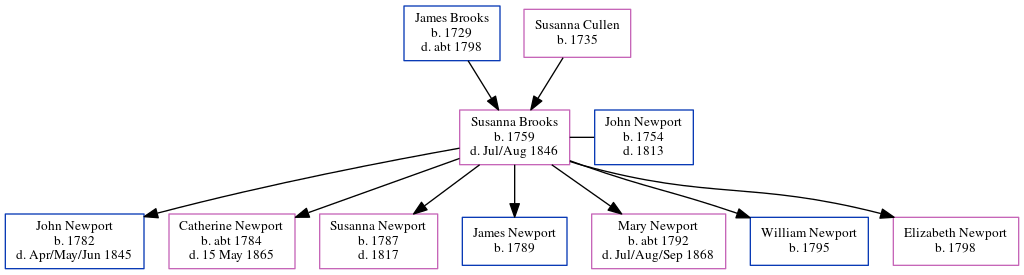 James Brooks
b. 1729
d. abt 1798
Susanna Cullen
b. 1735
Susanna Brooks
b. 1759
d. Jul/Aug 1846
John Newport
b. 1754
d. 1813
John Newport
b. 1782
d. Apr/May/Jun 1845
Catherine Newport
b. abt 1784
d. 15 May 1865
Susanna Newport
b. 1787
d. 1817
James Newport
b. 1789
Mary Newport
b. abt 1792
d. Jul/Aug/Sep 1868
William Newport
b. 1795
Elizabeth Newport
b. 1798